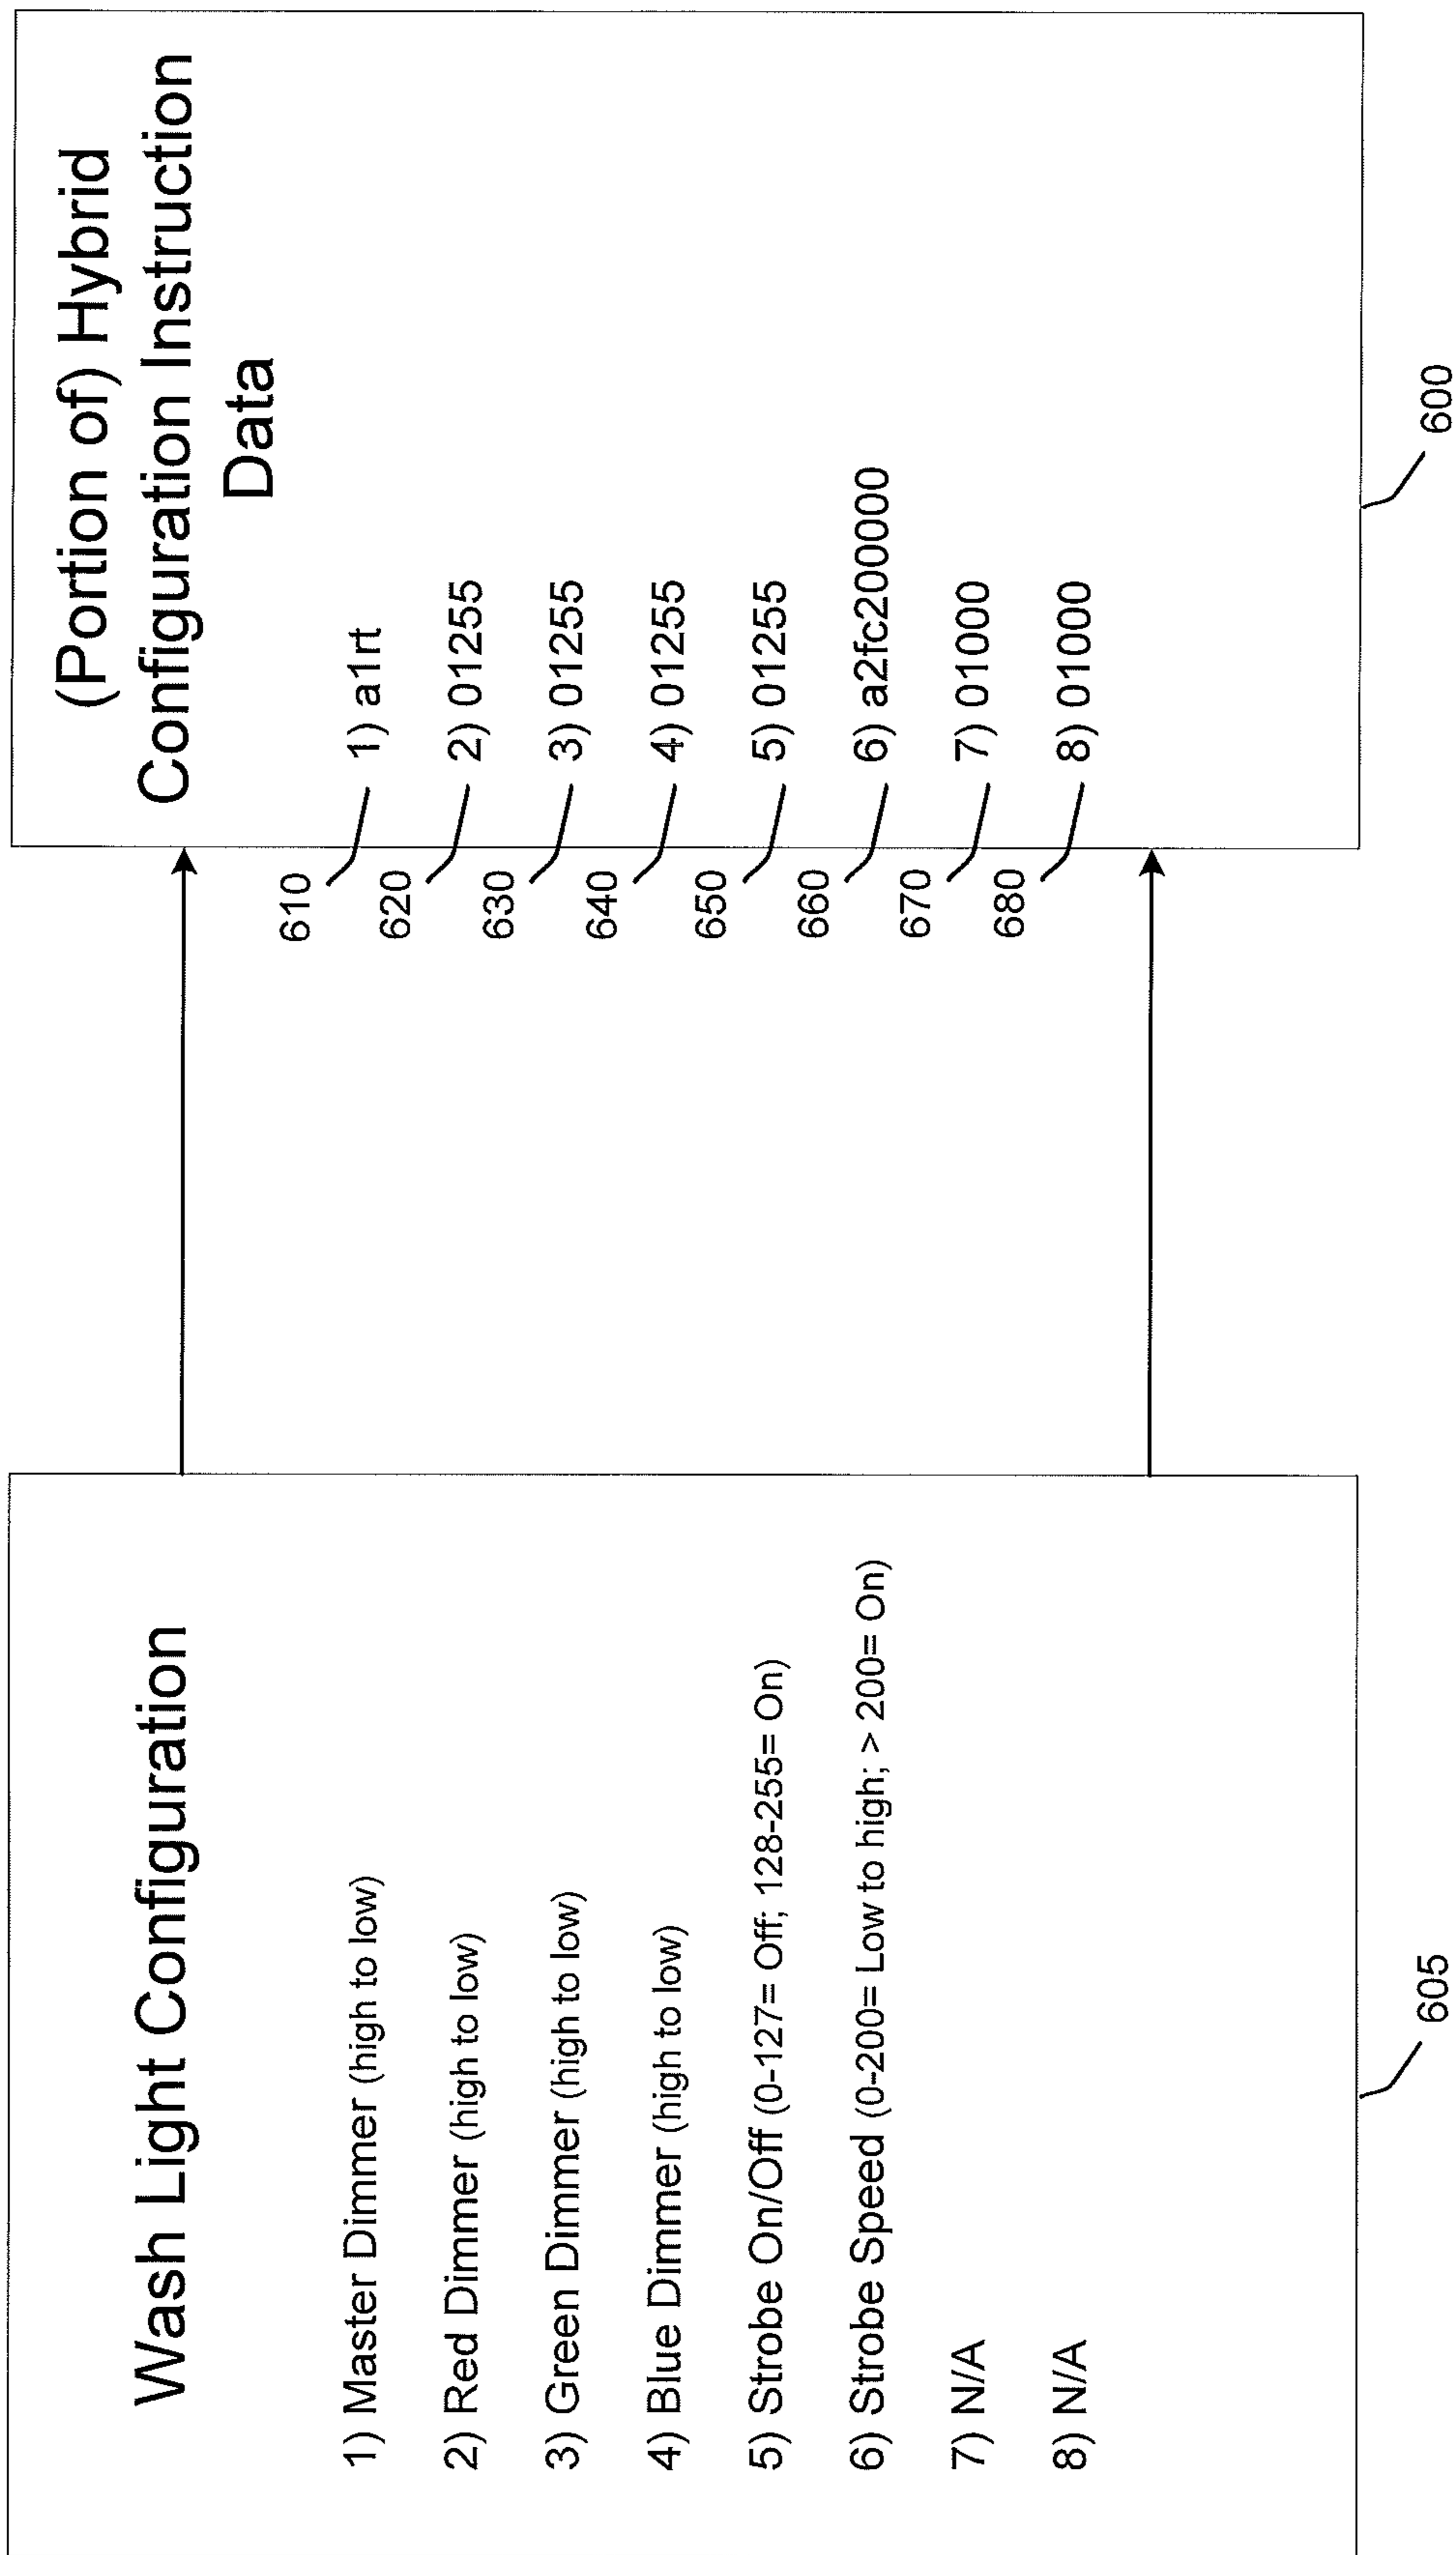 Wash Light Configuration
1) Master Dimmer (high to low)
2) Red Dimmer (high to low)
3) Green Dimmer (high to low)
4) Blue Dimmer (high to low)
5) Strobe On/Off (0-127= Off; 128-255= On)
6) Strobe Speed (0-200= Low to high; > 200= On)
7) N/A
8) N/A
605
(Portion of) Hybrid
Configuration Instruction
Data
610
1) a1rt
620
2) 01255
630
3) 01255
640
4) 01255
650
5) 01255
660
6) a2fc200000
670
7) 01000
680
8) 01000
600